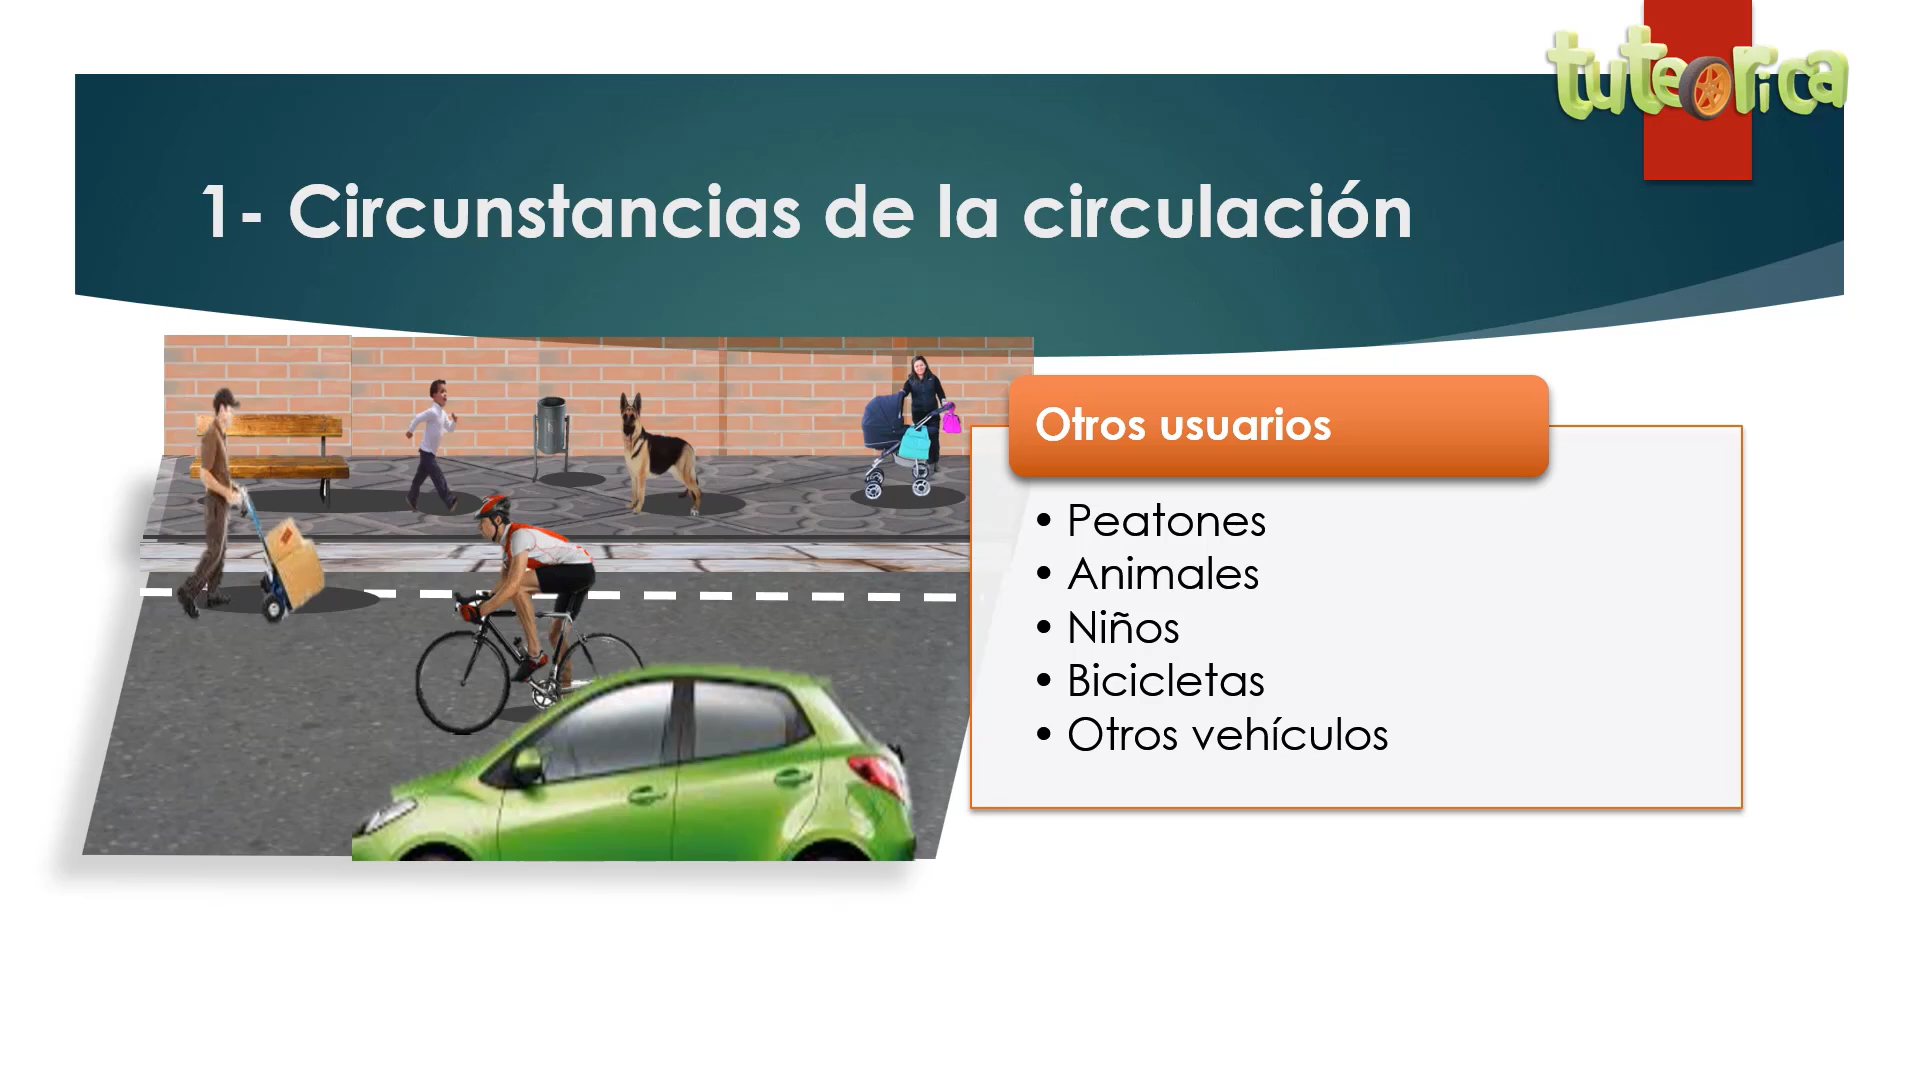 tuteorica
1- Circunstancias de la circulación
Otros usuarios
• Peatones
• Animales
• Niños
• Bicicletas
• Otros vehículos